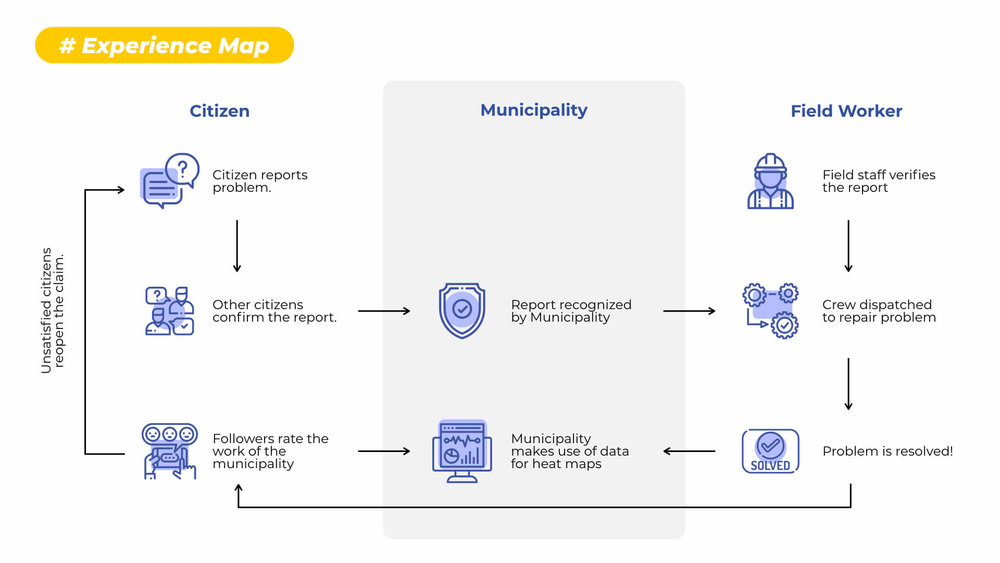 # Experience Map
Citizen
Municipality
Field Worker
Citizen reports
problem.
Field staff verifies
the report
Unsatisfied citizens
reopen the claim.
?
Other citizens
confirm the report.
Report recognized
by Municipality
Crew dispatched
to repair problem
?
Followers rate the
work of the
municipality
Municipality
makes use of data
for heat maps
SOLVED
Problem is resolved!